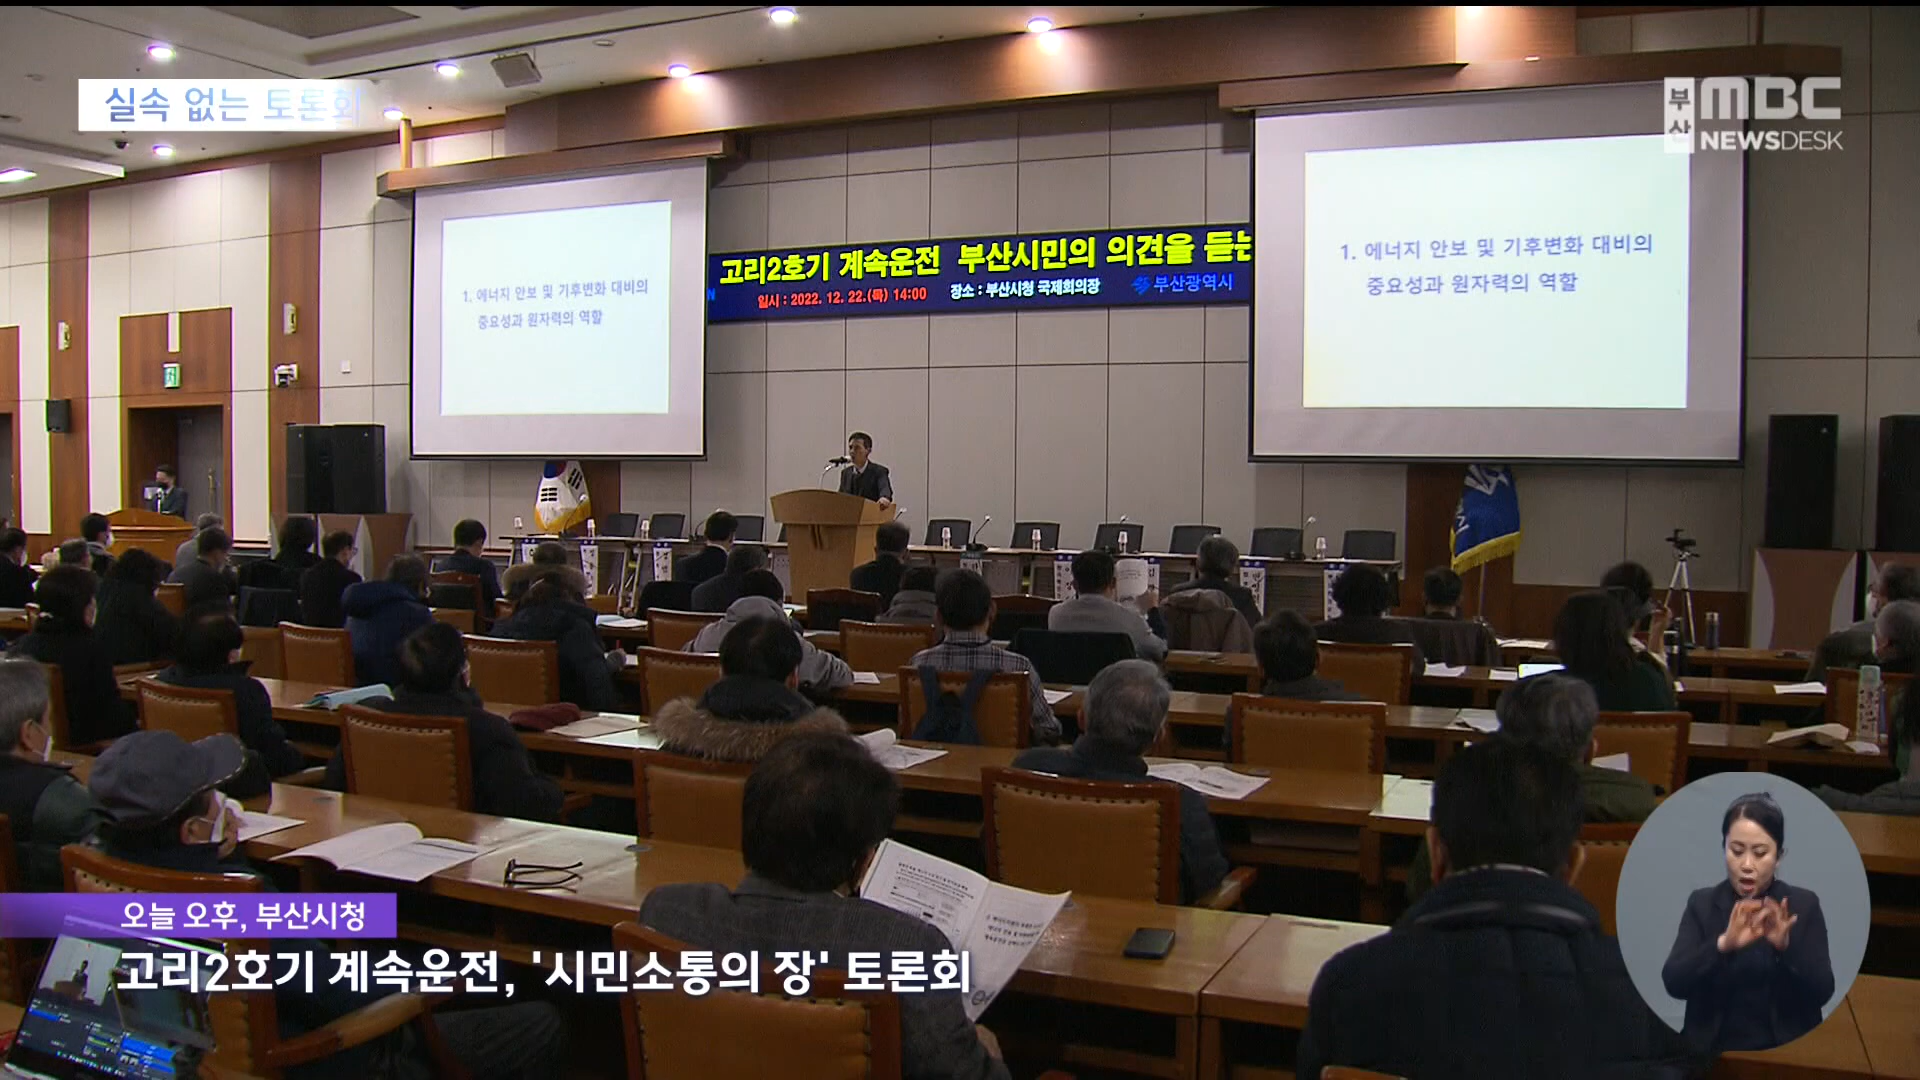 실속 없는 토론회
부산
MBC
NEWSDESK
고리2호기 계속운전 부산시민의 의견을 듣는
일시 : 2022. 12. 22.(목) 14:00 장소 : 부산시청 국제회의장 부산광역시
1. 에너지 안보 및 기후변화 대비의
중요성과 원자력의 역할
1. 에너지 안보 및 기후변화 대비의
중요성과 원자력의 역할
오늘 오후, 부산시청
고리2호기 계속운전, '시민소통의 장' 토론회